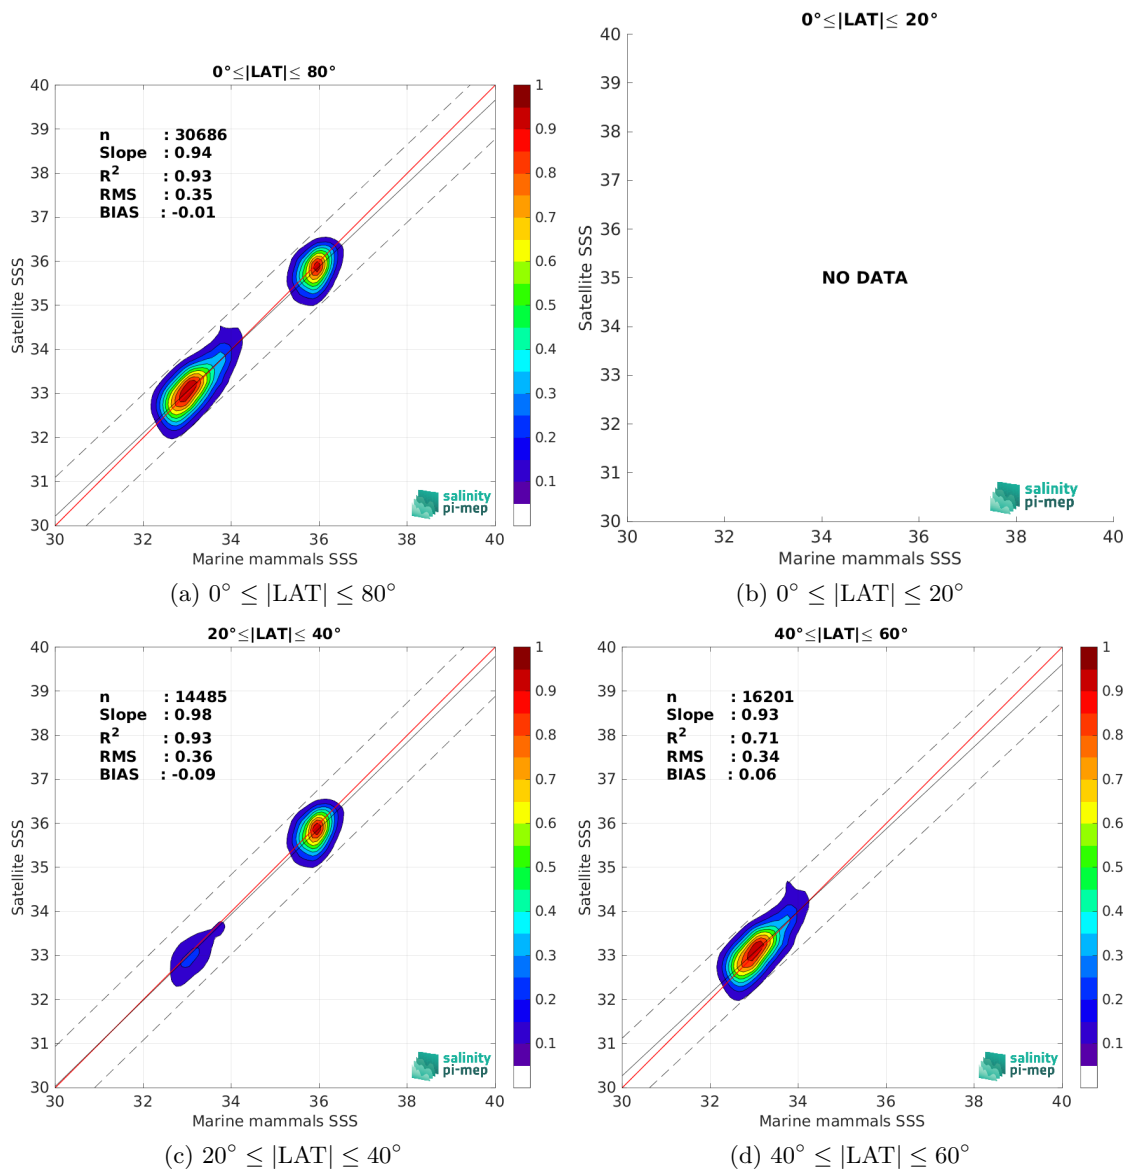 0°≤|LAT|≤ 80°
40
39
38
37
36
35
34
33
32
31
30
Satellite SSS
n : 30686
Slope : 0.94
R² : 0.93
RMS : 0.35
BIAS : -0.01
salinity
pi-mep
30 32 34 36 38 40
Marine mammals SSS
1
0.9
0.8
0.7
0.6
0.5
0.4
0.3
0.2
0.1
(a) 0° ≤ |LAT| ≤ 80°
0°≤|LAT|≤ 20°
40
39
38
37
36
35
34
33
32
31
30
Satellite SSS
NO DATA
salinity
pi-mep
30 32 34 36 38 40
Marine mammals SSS
(b) 0° ≤ |LAT| ≤ 20°
20°≤|LAT|≤ 40°
40
39
38
37
36
35
34
33
32
31
30
Satellite SSS
n : 14485
Slope : 0.98
R² : 0.93
RMS : 0.36
BIAS : -0.09
salinity
pi-mep
30 32 34 36 38 40
Marine mammals SSS
1
0.9
0.8
0.7
0.6
0.5
0.4
0.3
0.2
0.1
(c) 20° ≤ |LAT| ≤ 40°
40°≤|LAT|≤ 60°
40
39
38
37
36
35
34
33
32
31
30
Satellite SSS
n : 16201
Slope : 0.93
R² : 0.71
RMS : 0.34
BIAS : 0.06
salinity
pi-mep
30 32 34 36 38 40
Marine mammals SSS
1
0.9
0.8
0.7
0.6
0.5
0.4
0.3
0.2
0.1
(d) 40° ≤ |LAT| ≤ 60°